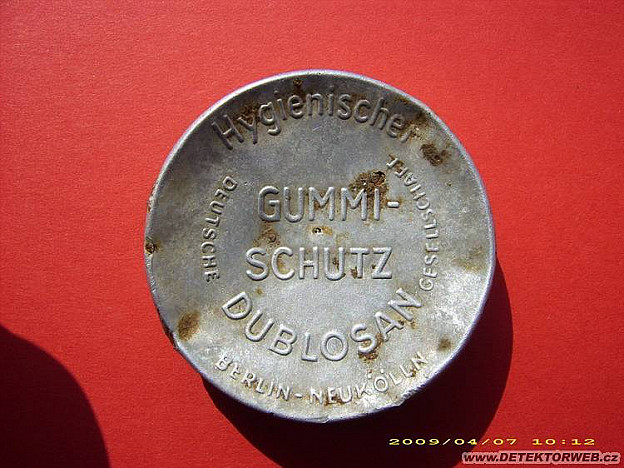 Hygienischer
GUMMI-
SCHUTZ
DUBLOSAN
DEUTSCHE
GESELLSCHAFT
BERLIN-NEUKÖLLN
2009/04/07 10:12
www.DETEKTORWEB.cz